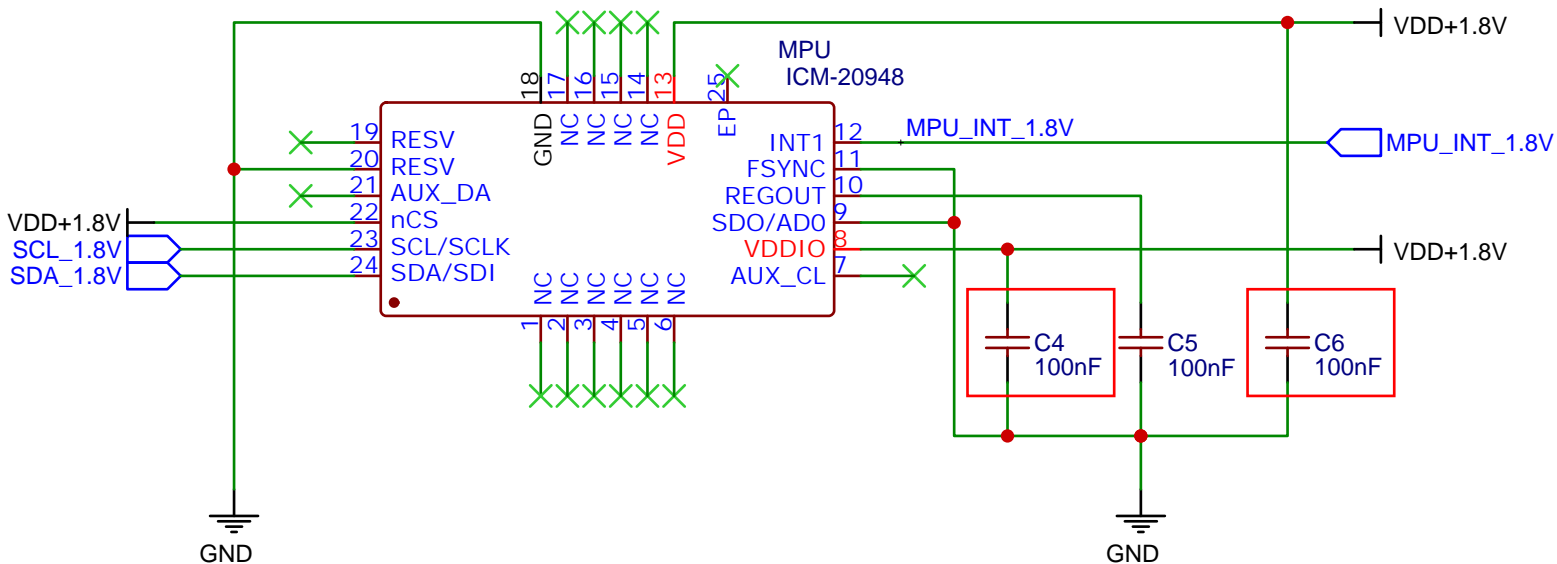 VDD+1.8V
MPU
ICM-20948
18
17
16
15
14
13
25
GND
NC
NC
NC
NC
VDD
EP
19
RESV
20
RESV
21
AUX_DA
VDD+1.8V
22
nCS
SCL_1.8V
23
SCL/SCLK
SDA_1.8V
24
SDA/SDI
INT1
12
MPU_INT_1.8V
MPU_INT_1.8V
FSYNC
11
REGOUT
10
SDO/AD0
9
VDDIO
8
VDD+1.8V
AUX_CL
7
NC
NC
NC
NC
NC
NC
1
2
3
4
5
6
C4
100nF
C5
100nF
C6
100nF
GND
GND